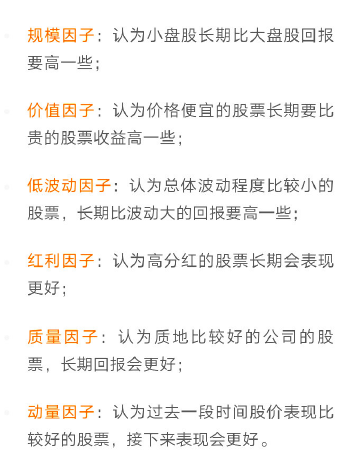 规模因子：认为小盘股长期比大盘股回报
要高一些；
价值因子：认为价格便宜的股票长期要比
贵的股票收益高一些；
低波动因子：认为总体波动程度比较小的
股票，长期比波动大的回报要高一些；
红利因子：认为高分红的股票长期会表现
更好；
质量因子：认为质地比较好的公司的股
票，长期回报会更好；
动量因子：认为过去一段时间股价表现比
较好的股票，接下来表现会更好。